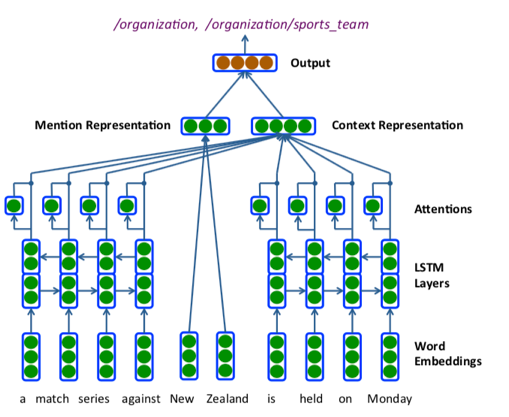 /organization, /organization/sports_team
Output
Mention Representation
Context Representation
Attentions
LSTM
Layers
Word
Embeddings
a match series against New Zealand is held on Monday